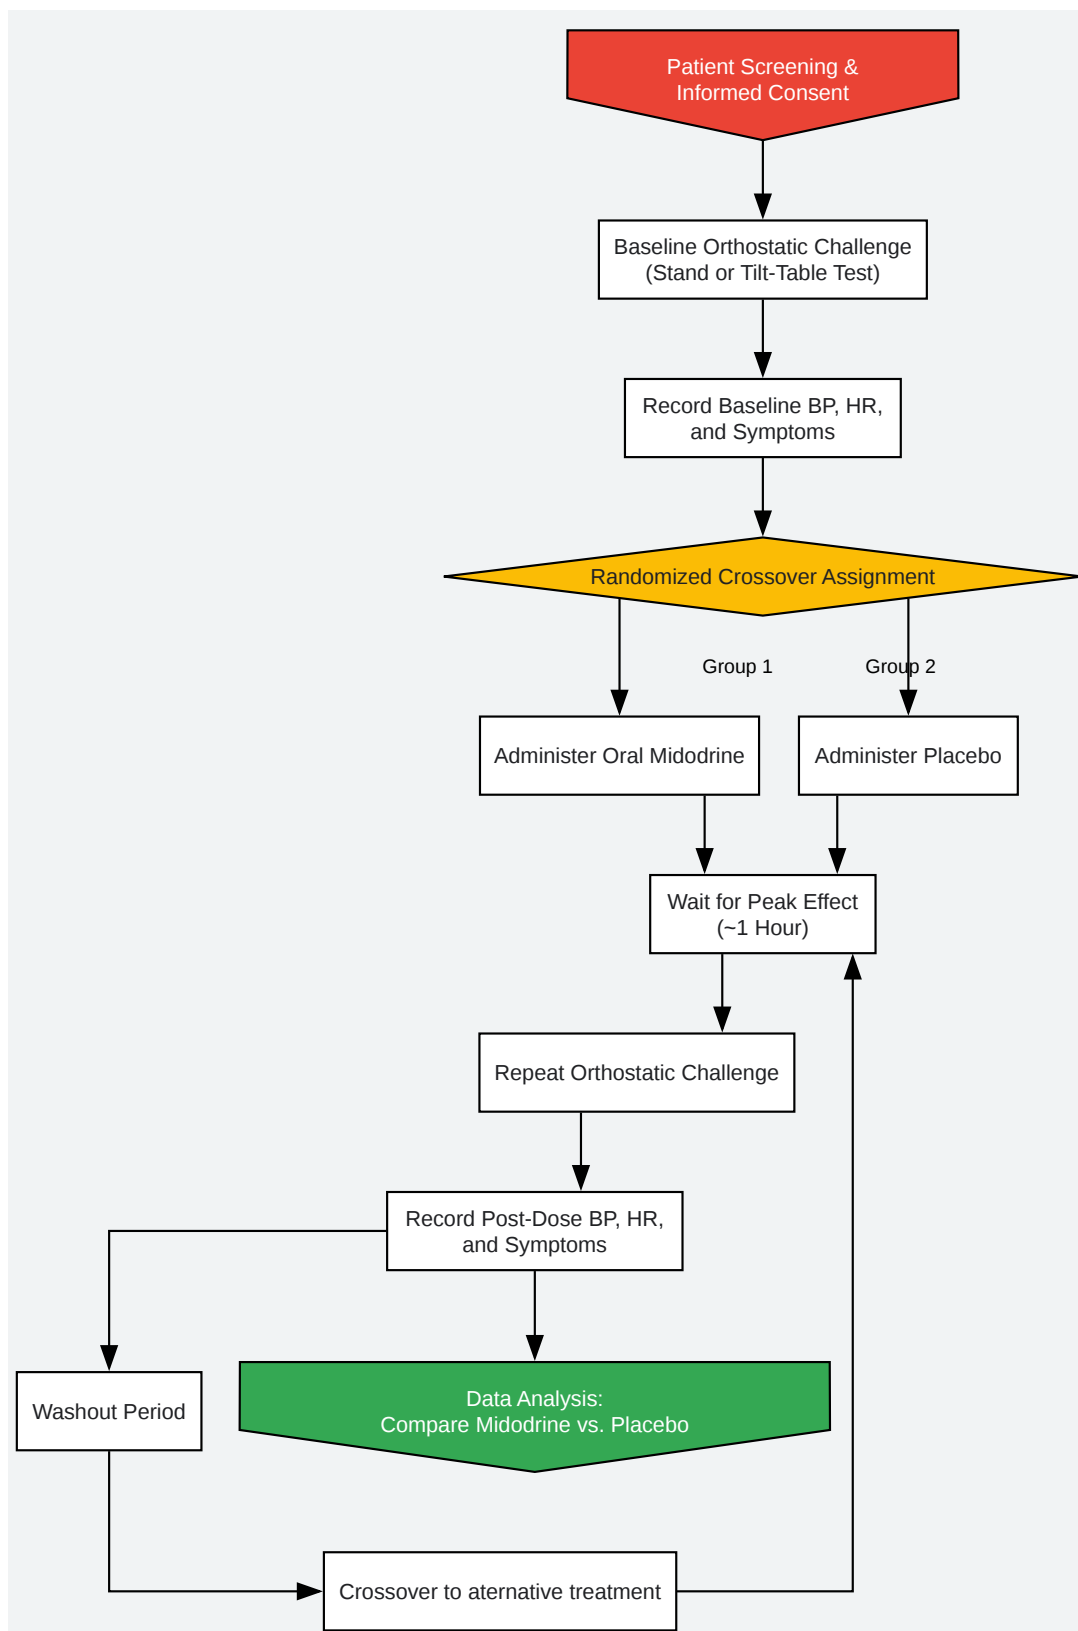 Patient Screening &
Informed Consent
Baseline Orthostatic Challenge
(Stand or Tilt-Table Test)
Record Baseline BP, HR,
and Symptoms
Randomized Crossover Assignment
Group 1
Group 2
Administer Oral Midodrine
Administer Placebo
Wait for Peak Effect
(~1 Hour)
Repeat Orthostatic Challenge
Record Post-Dose BP, HR,
and Symptoms
Washout Period
Data Analysis:
Compare Midodrine vs. Placebo
Crossover to aternative treatment